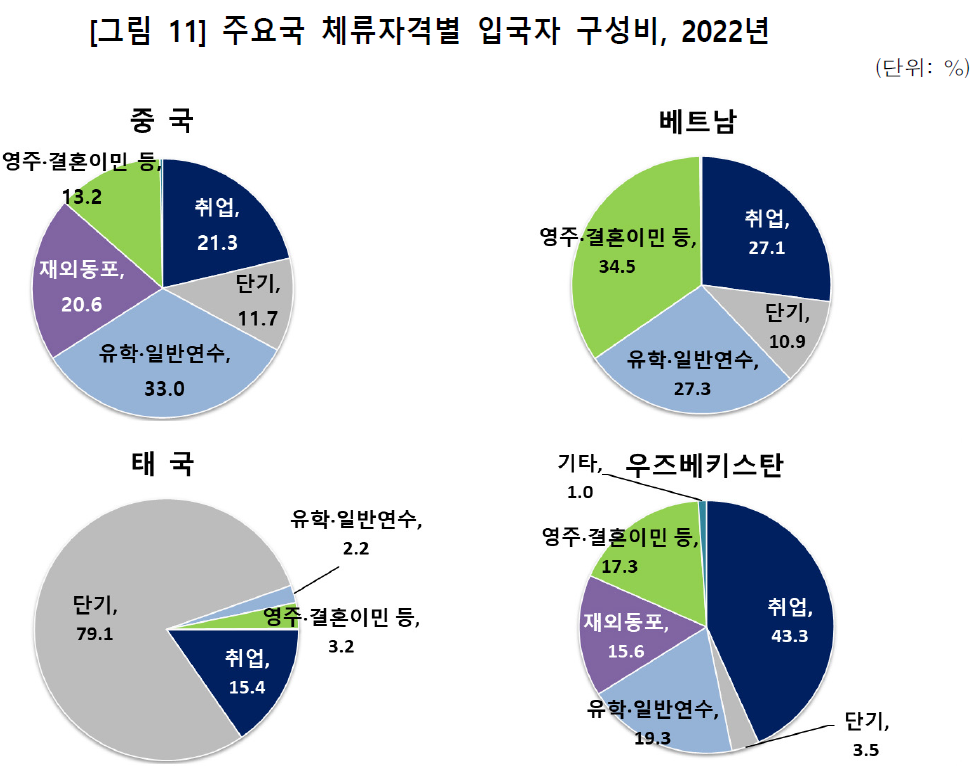 [그림 11] 주요국 체류자격별 입국자 구성비, 2022년
(단위: %)
중 국
영주·결혼이민 등,
13.2
취업,
21.3
재외동포,
20.6
단기,
11.7
유학·일반연수,
33.0
베트남
영주·결혼이민 등,
34.5
취업,
27.1
단기,
10.9
유학·일반연수,
27.3
태 국
유학·일반연수,
2.2
단기,
79.1
영주·결혼이민 등,
3.2
취업,
15.4
우즈베키스탄
기타,
1.0
영주·결혼이민 등,
17.3
취업,
43.3
재외동포,
15.6
유학·일반연수,
19.3
단기,
3.5